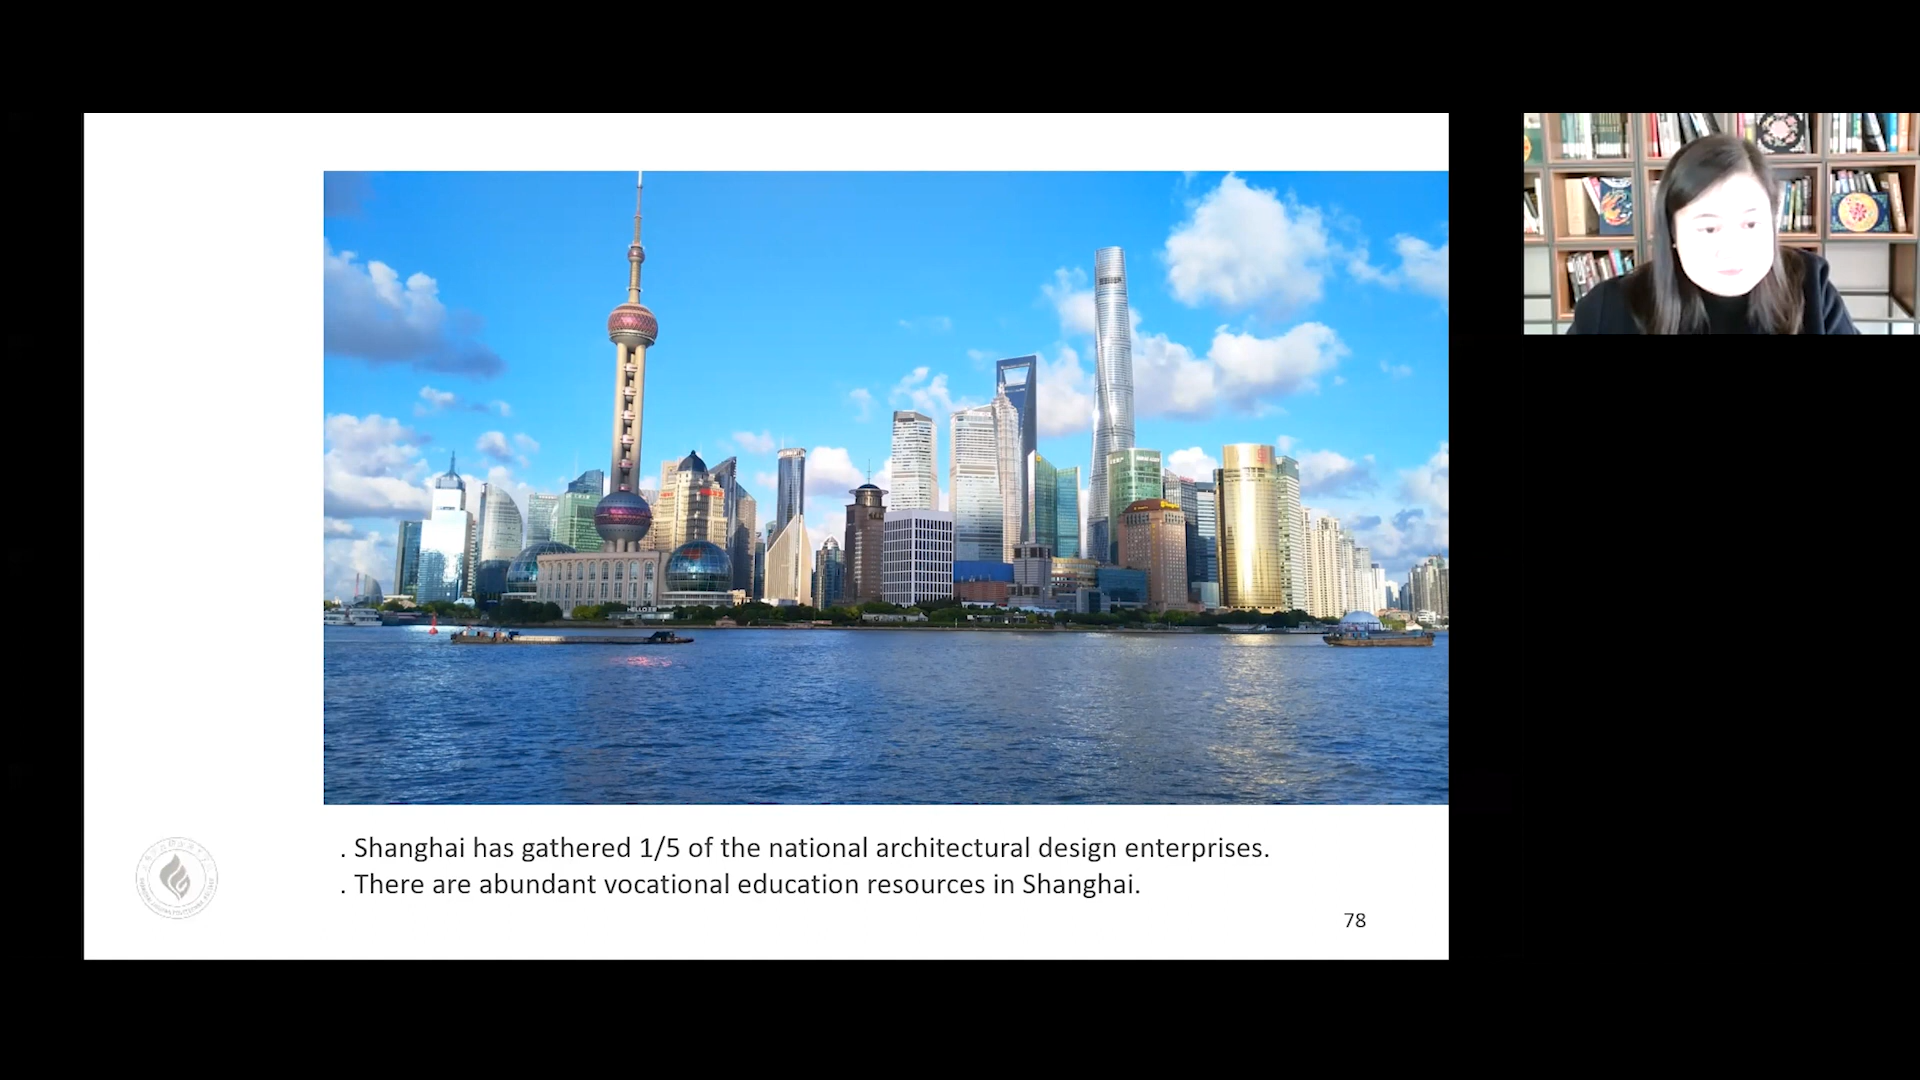 . Shanghai has gathered 1/5 of the national architectural design enterprises.
. There are abundant vocational education resources in Shanghai.
78